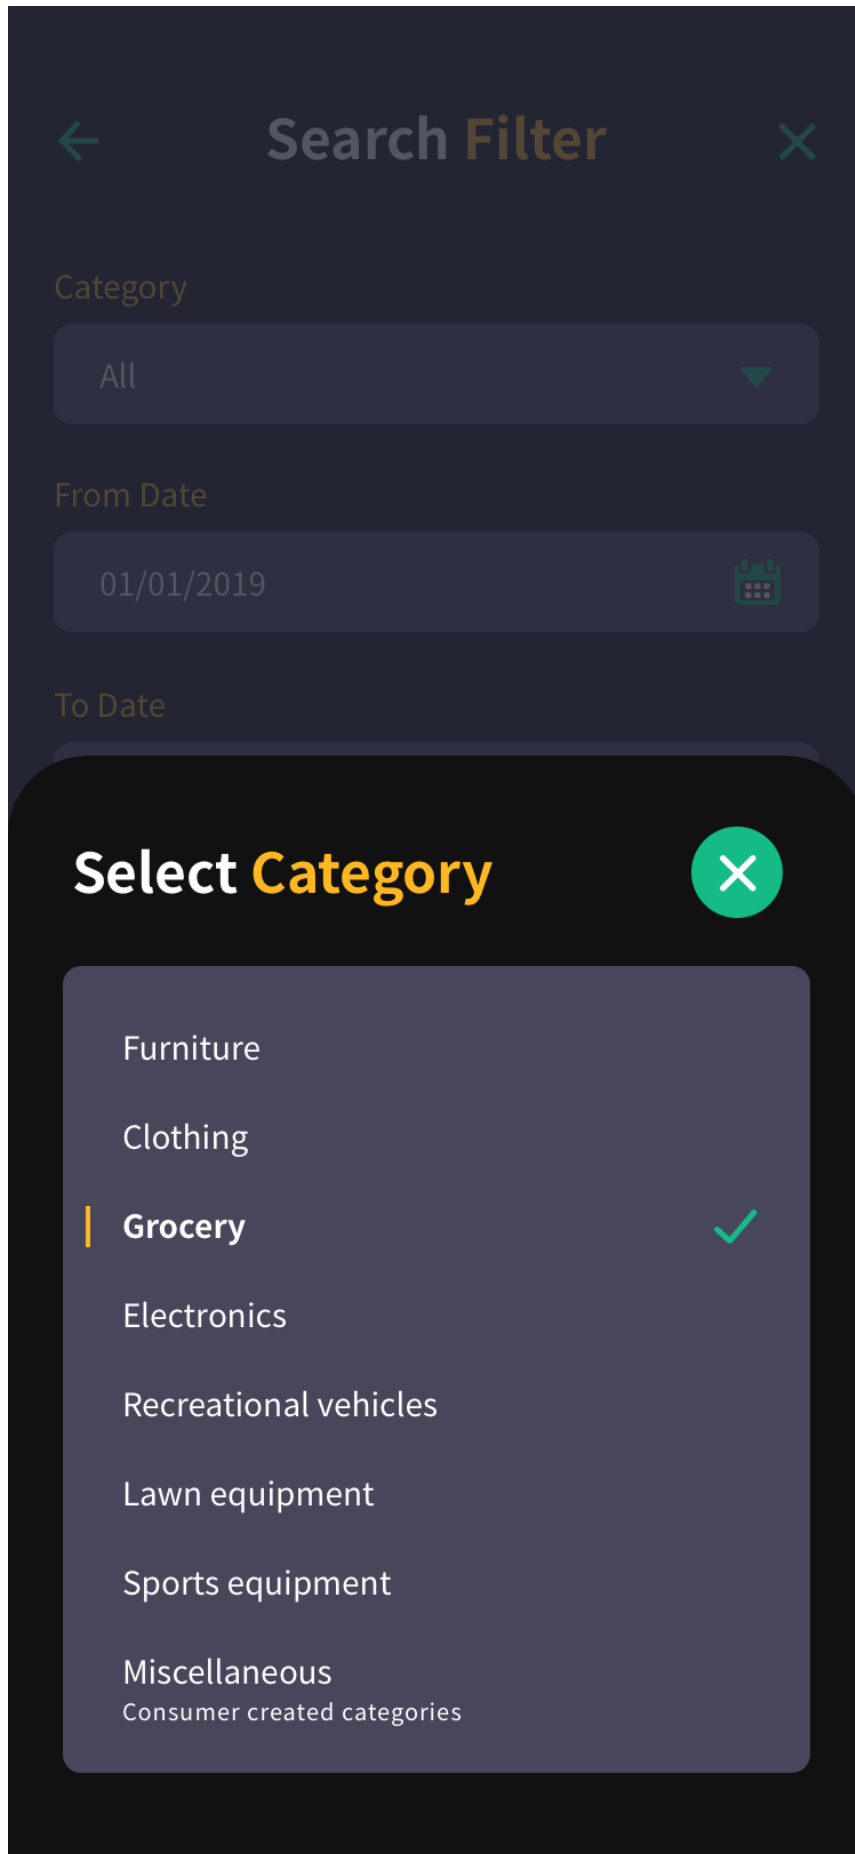 Search Filter
Category
All
From Date
01/01/2019
To Date
Select Category
Furniture
Clothing
Grocery
Electronics
Recreational vehicles
Lawn equipment
Sports equipment
Miscellaneous
Consumer created categories